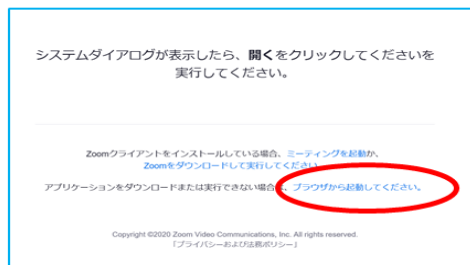 システムダイアログが表示したら、開くをクリックしてくださいを
実行してください。
Zoomクライアントをインストールしている場合、ミーティングを起動か、
Zoomをダウンロードして実行してください
アプリケーションをダウンロードまたは実行できない場合は、ブラウザから起動してください。
Copyright ©2020 Zoom Video Communications, Inc. All rights reserved.
「プライバシーおよび法務ポリシー」